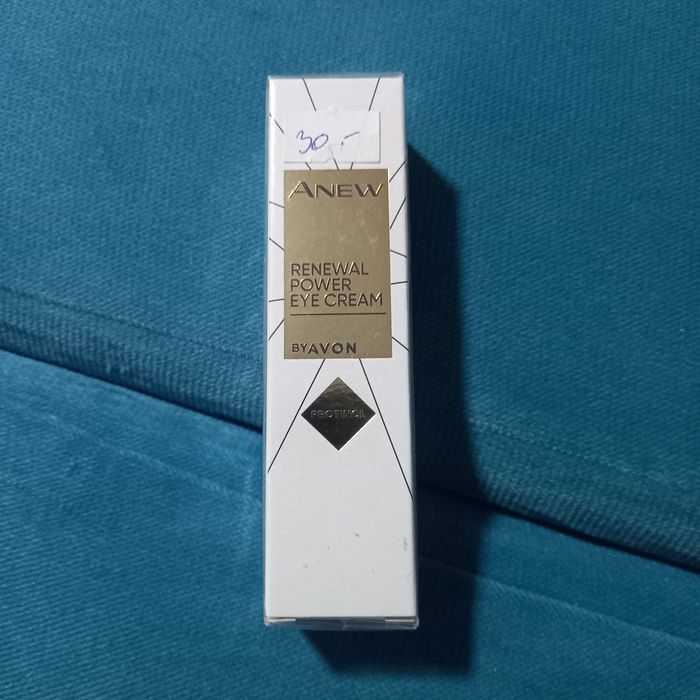 30.-
ANEW
RENEWAL
POWER
EYE CREAM
BY AVON
PROTINOL